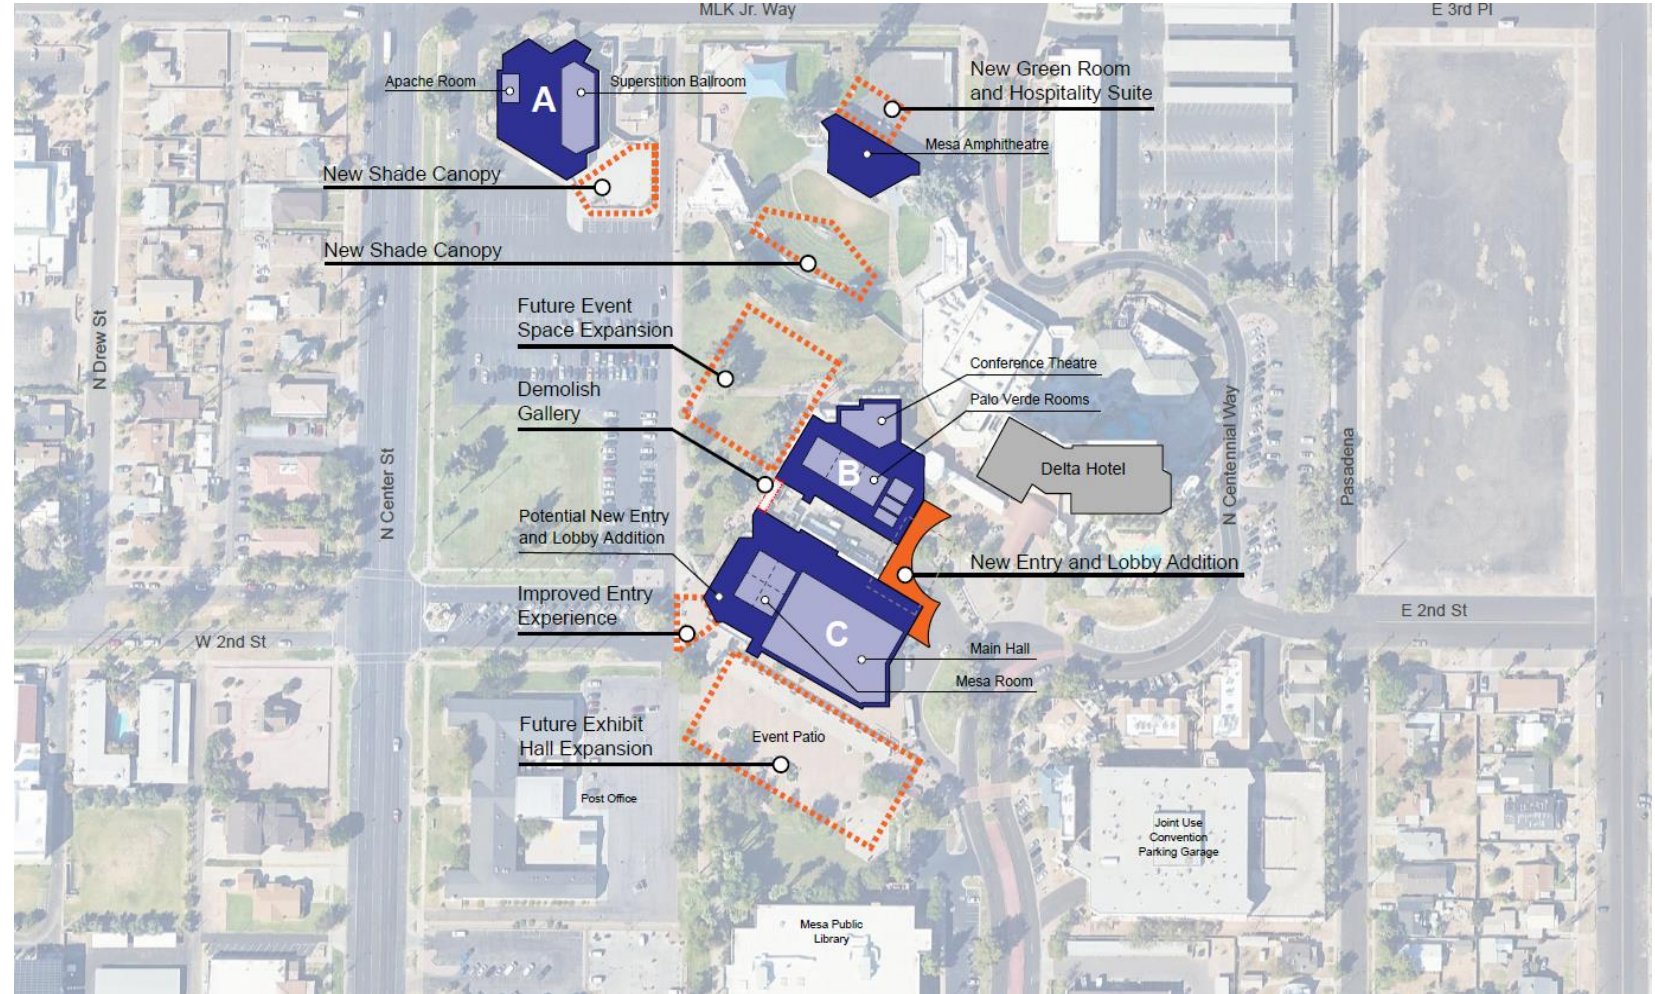 MLK Jr. Way
E 3rd Pl
Apache Room
A
Superstition Ballroom
New Green Room
and Hospitality Suite
Mesa Amphitheatre
New Shade Canopy
New Shade Canopy
Future Event
Space Expansion
N Drew St
Conference Theatre
Demolish
Gallery
Palo Verde Rooms
B
Delta Hotel
N Center St
N Centennial Way
Pasadena
Potential New Entry
and Lobby Addition
New Entry and Lobby Addition
Improved Entry
Experience
E 2nd St
W 2nd St
C
Main Hall
Mesa Room
Future Exhibit
Hall Expansion
Event Patio
Post Office
Joint Use
Convention
Parking Garage
Mesa Public
Library